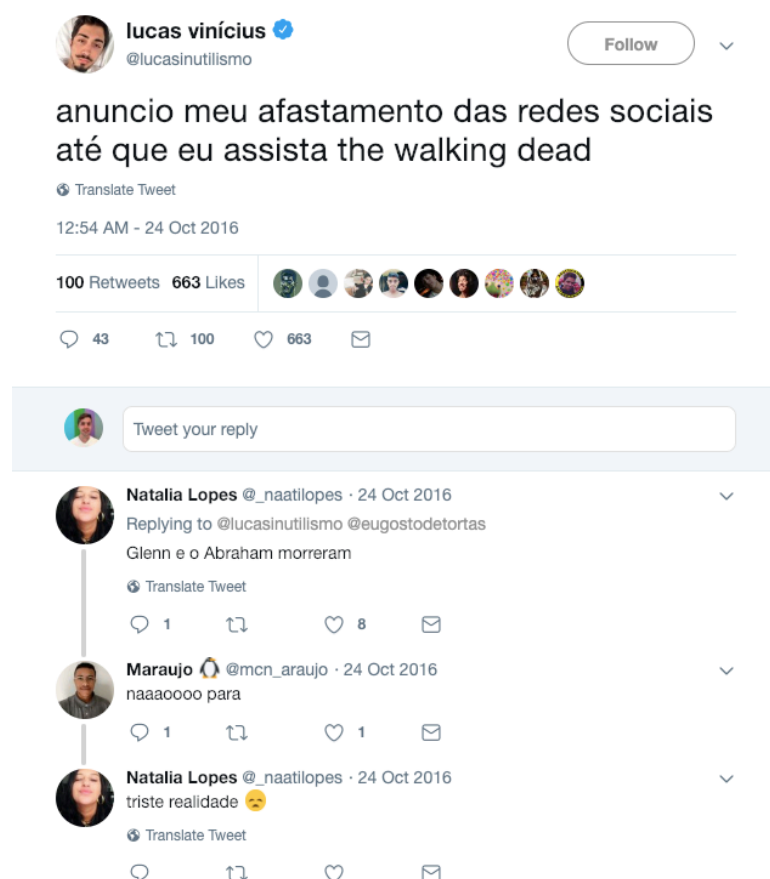 lucas vinícius
@lucasinutilismo
Follow
anuncio meu afastamento das redes sociais
até que eu assista the walking dead
Translate Tweet
12:54 AM - 24 Oct 2016
100 Retweets 663 Likes
43 100 663
Tweet your reply
Natalia Lopes @_naatilopes · 24 Oct 2016
Replying to @lucasinutilismo @eugostodetortas
Glenn e o Abraham morreram
Translate Tweet
1 8
Maraujo 🐧 @mcn_araujo · 24 Oct 2016
naaaoooo para
1 1
Natalia Lopes @_naatilopes · 24 Oct 2016
triste realidade 😞
Translate Tweet